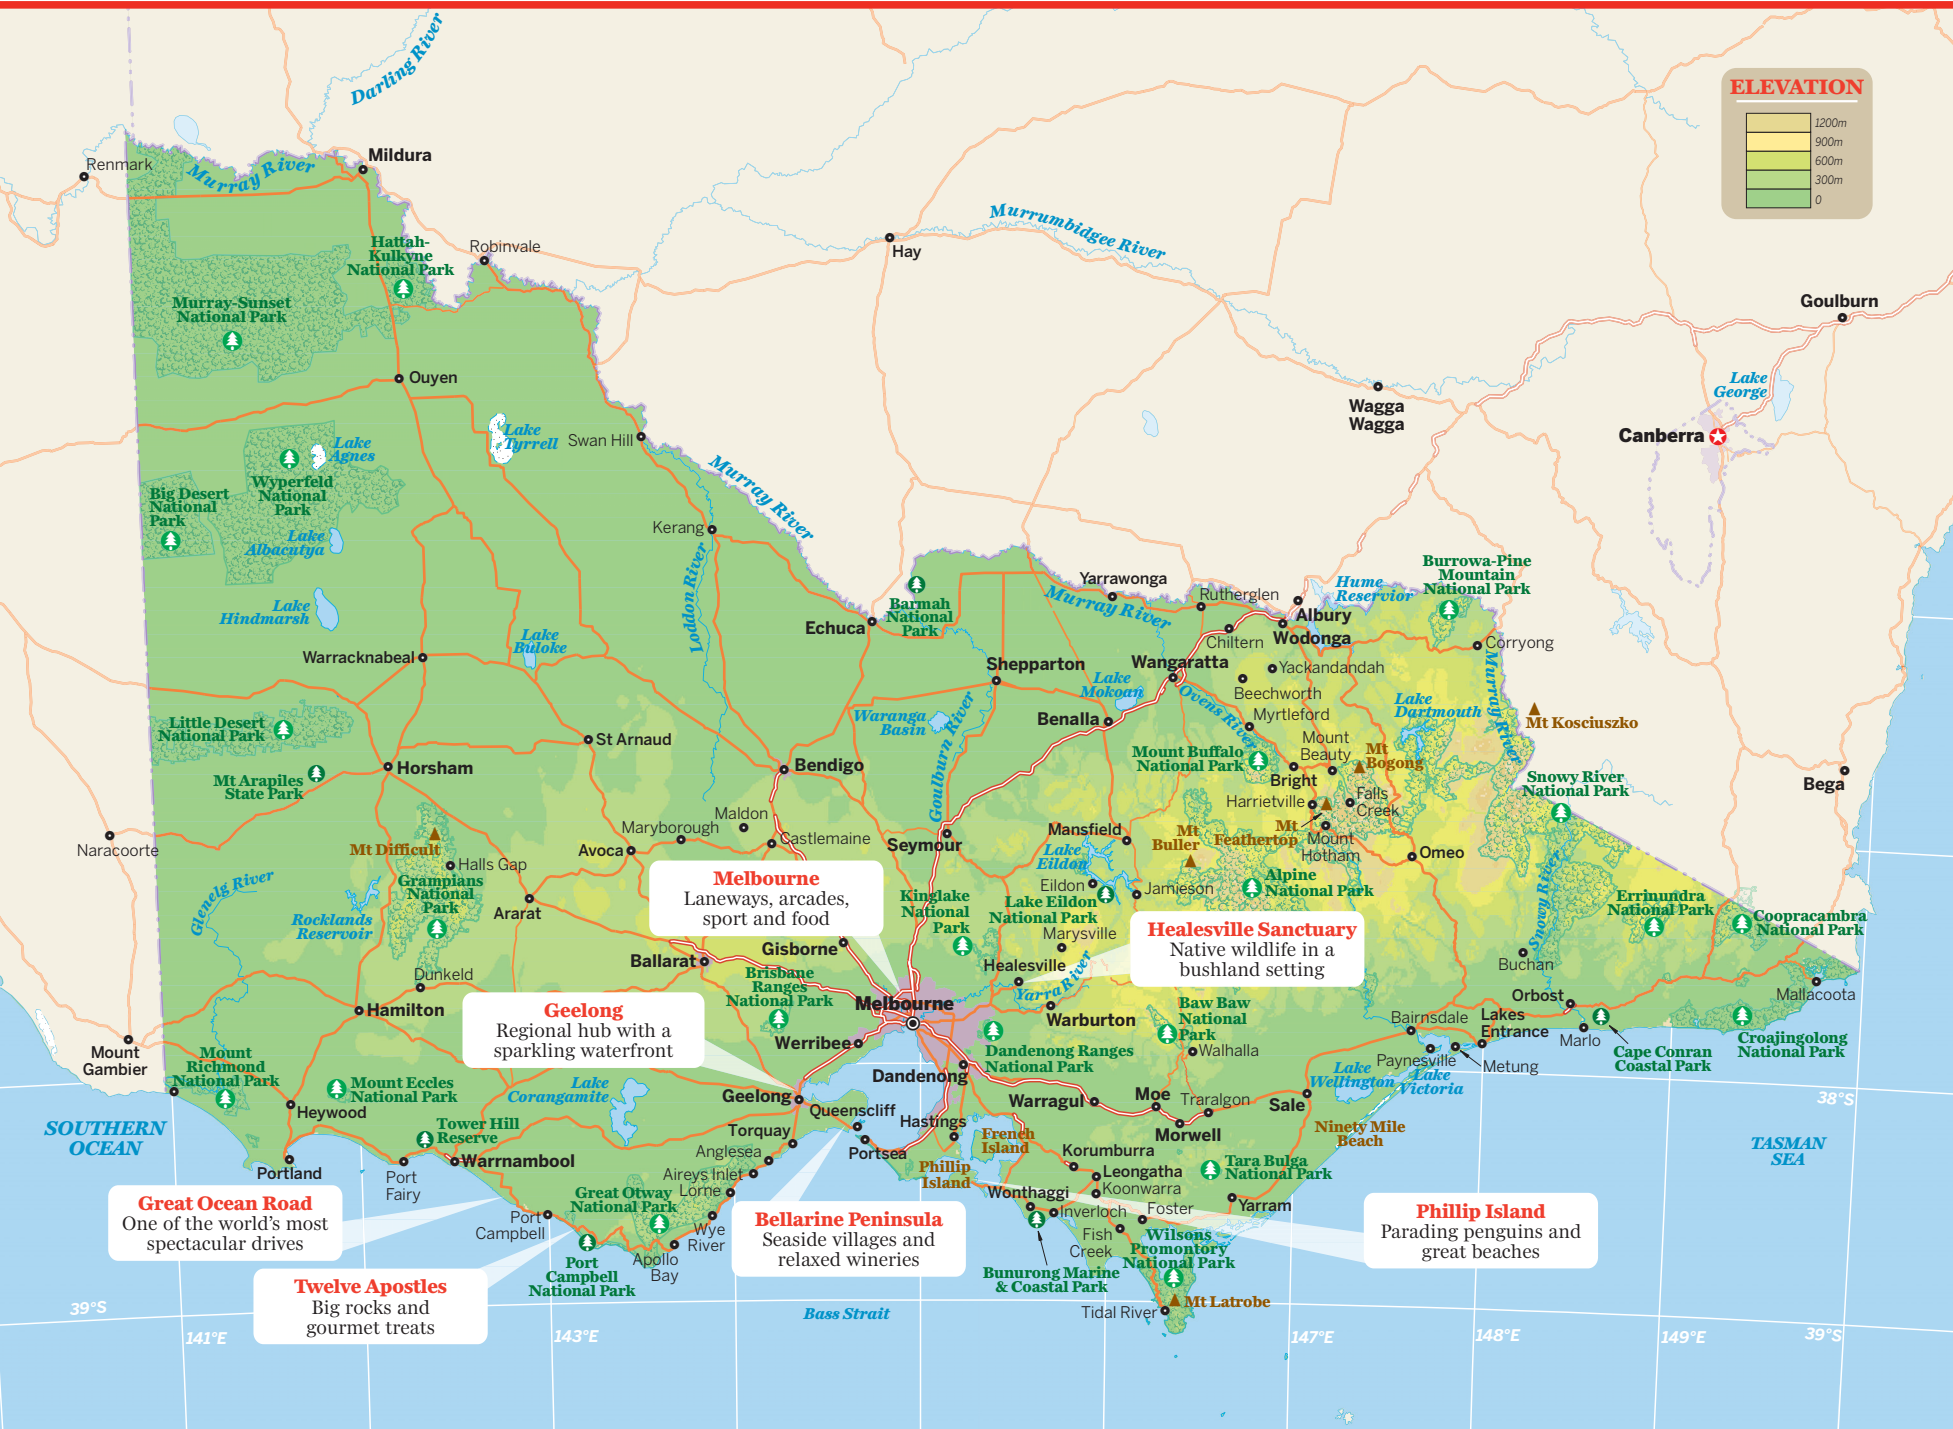 Darling River
ELEVATION
1200m
900m
600m
300m
0
Renmark
Murray River
Mildura
Hattah-
Kulkyne
National Park
Robinvale
Hay
Murrumbidgee River
Murray-Sunset
National Park
Goulburn
Ouyen
Lake
George
Wagga
Wagga
Canberra
Lake
Tyrrell
Swan Hill
Lake
Agnes
Wyperfeld
National
Park
Big Desert
National
Park
Murray River
Kerang
Lake
Albacutya
Loddon River
Lake
Hindmarsh
Barmah
National
Park
Echuca
Yarrawonga
Murray River
Rutherglen
Hume
Reservior
Burrowa-Pine
Mountain
National Park
Albury
Wodonga
Chiltern
Corryong
Lake
Buloke
Warracknabeal
Shepparton
Wangaratta
Yackandandah
Beechworth
Lake
Mokoan
Ovens River
Myrtleford
Lake
Dartmouth
Murray River
Mt Kosciuszko
Little Desert
National Park
Waranga
Basin
Goulburn River
Benalla
St Arnaud
Mount Buffalo
National Park
Mount
Beauty
Mt
Bogong
Bright
Horsham
Mt Arapiles
State Park
Bendigo
Snowy River
National Park
Bega
Harrietville
Falls
Creek
Mt
Feathertop
Mount
Hotham
Maldon
Maryborough
Castlemaine
Avoca
Seymour
Mansfield
Mt
Buller
Omeo
Naracoorte
Mt Difficult
Halls Gap
Grampians
National
Park
Lake
Eildon
Eildon
Lake Eildon
National Park
Jamieson
Alpine
National Park
Melbourne
Laneways, arcades,
sport and food
Kinglake
National
Park
Glenelg River
Rocklands
Reservoir
Ararat
Snowy River
Errinundra
National Park
Coopracambra
National Park
Healesville Sanctuary
Native wildlife in a
bushland setting
Marysville
Gisborne
Ballarat
Healesville
Yarra River
Buchan
Dunkeld
Brisbane
Ranges
National Park
Mallacoota
Hamilton
Geelong
Regional hub with a
sparkling waterfront
Melbourne
Warburton
Baw Baw
National
Park
Orbost
Bairnsdale
Lakes
Entrance
Marlo
Cape Conran
Coastal Park
Croajingolong
National Park
Mount
Gambier
Werribee
Dandenong Ranges
National Park
Walhalla
Paynesville
Metung
Mount
Richmond
National Park
Mount Eccles
National Park
Lake
Corangamite
Dandenong
Lake
Wellington
Lake
Victoria
Heywood
Geelong
Queenscliff
Hastings
Warragul
Moe
Traralgon
Sale
38°S
SOUTHERN
OCEAN
Tower Hill
Reserve
Torquay
French
Island
Morwell
Ninety Mile
Beach
TASMAN
SEA
Portland
Port
Fairy
Warrnambool
Anglesea
Aireys Inlet
Lorne
Portsea
Phillip
Island
Korumburra
Leongatha
Koonwarra
Tara Bulga
National Park
Great Ocean Road
One of the world's most
spectacular drives
Great Otway
National Park
Port
Campbell
Wye
River
Apollo
Bay
Bellarine Peninsula
Seaside villages and
relaxed wineries
Wonthaggi
Inverloch
Foster
Fish
Creek
Yarram
Phillip Island
Parading penguins and
great beaches
Twelve Apostles
Big rocks and
gourmet treats
Port
Campbell
National Park
Bunurong Marine
& Coastal Park
Wilsons
Promontory
National Park
Mt Latrobe
Tidal River
Bass Strait
39°S
141°E
143°E
147°E
148°E
149°E
39°S